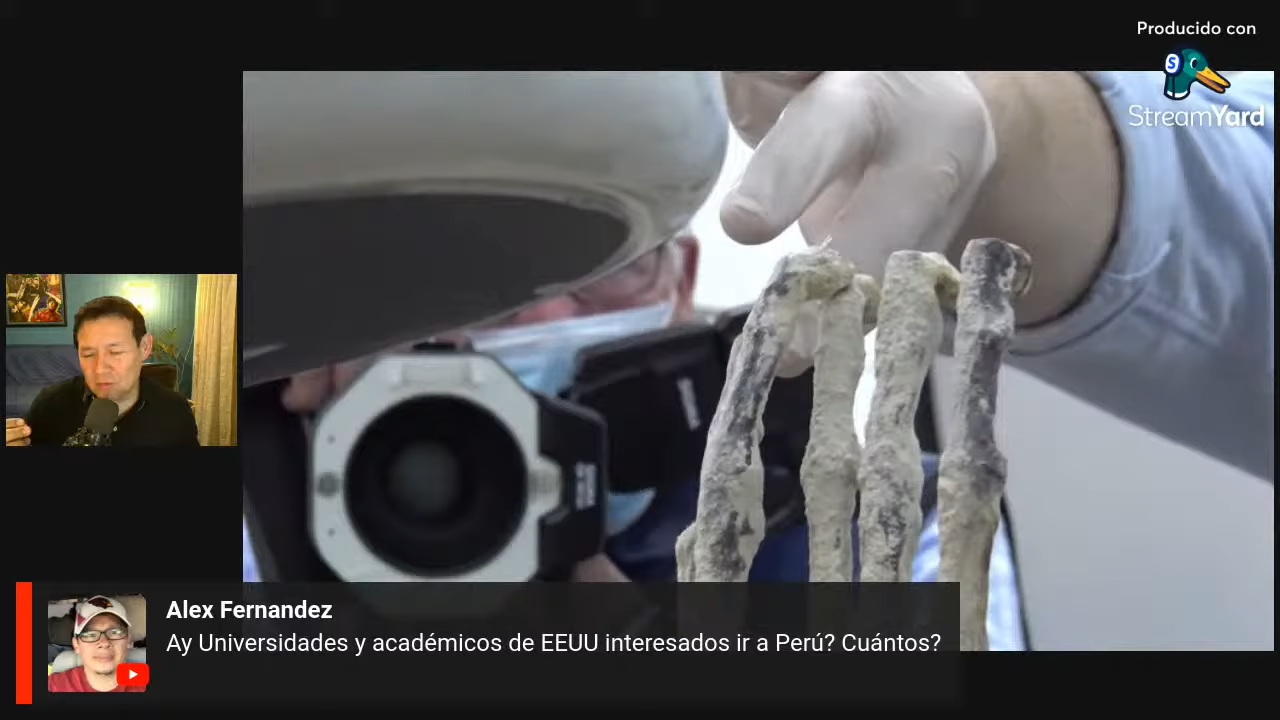 Producido con
StreamYard
Alex Fernandez
Ay Universidades y académicos de EEUU interesados ir a Perú? Cuántos?